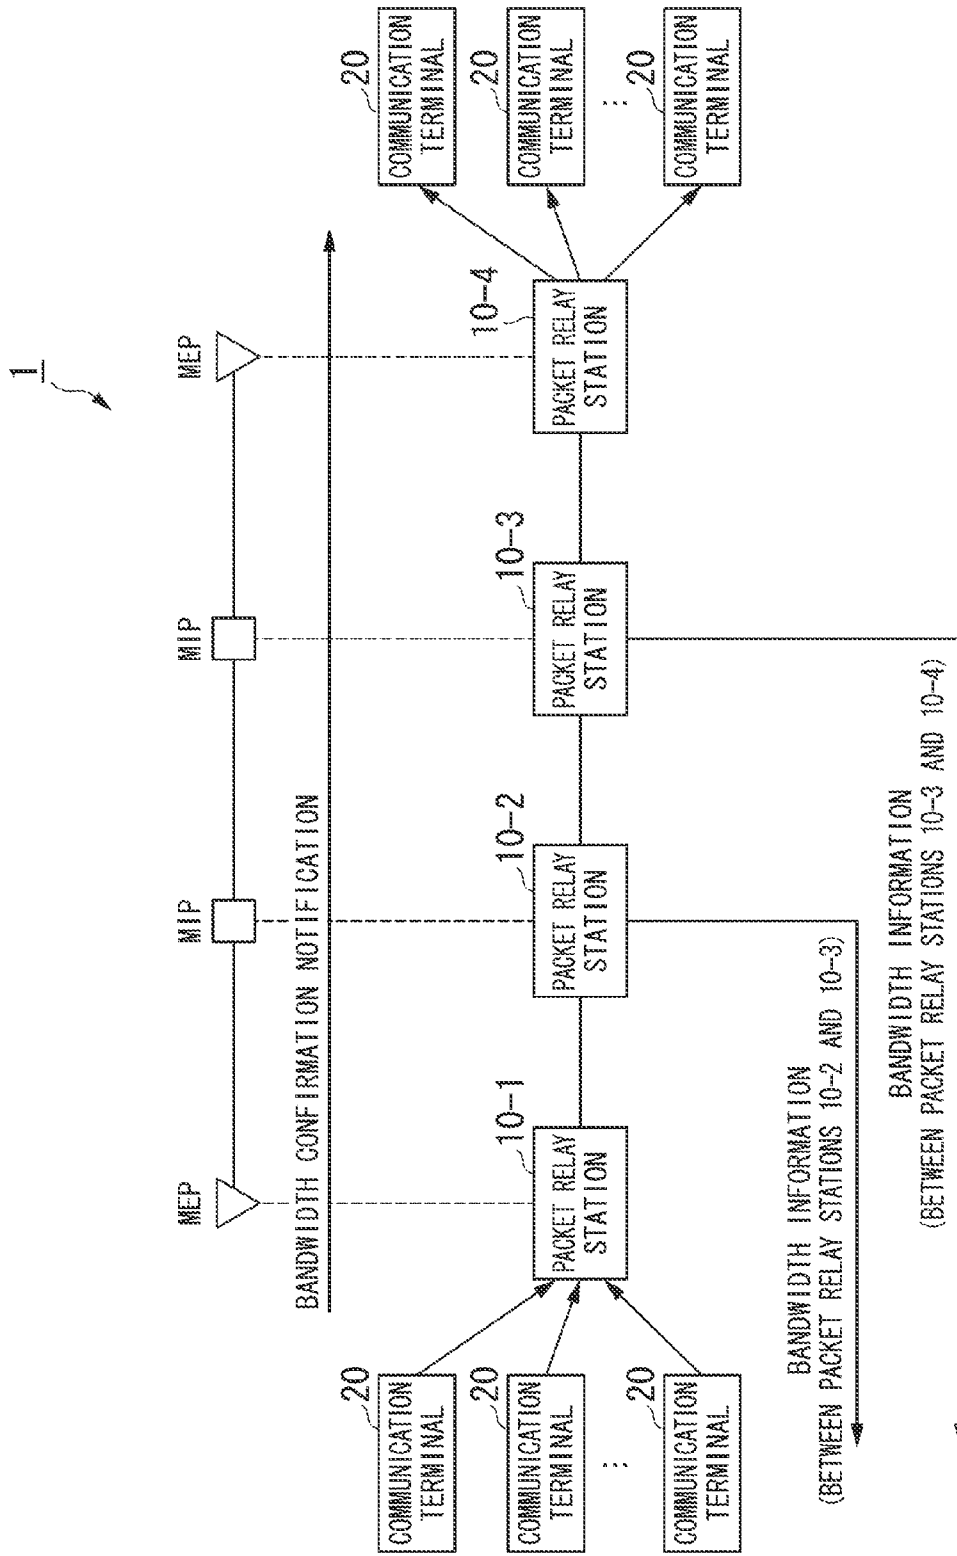 1
MEP
MIP
MIP
MEP
BANDWIDTH CONFIRMATION NOTIFICATION
20
COMMUNICATION
TERMINAL
20
COMMUNICATION
TERMINAL
...
20
COMMUNICATION
TERMINAL
10-1
PACKET RELAY
STATION
10-2
PACKET RELAY
STATION
10-3
PACKET RELAY
STATION
10-4
PACKET RELAY
STATION
20
COMMUNICATION
TERMINAL
20
COMMUNICATION
TERMINAL
...
20
COMMUNICATION
TERMINAL
BANDWIDTH INFORMATION
(BETWEEN PACKET RELAY STATIONS 10-2 AND 10-3)
BANDWIDTH INFORMATION
(BETWEEN PACKET RELAY STATIONS 10-3 AND 10-4)